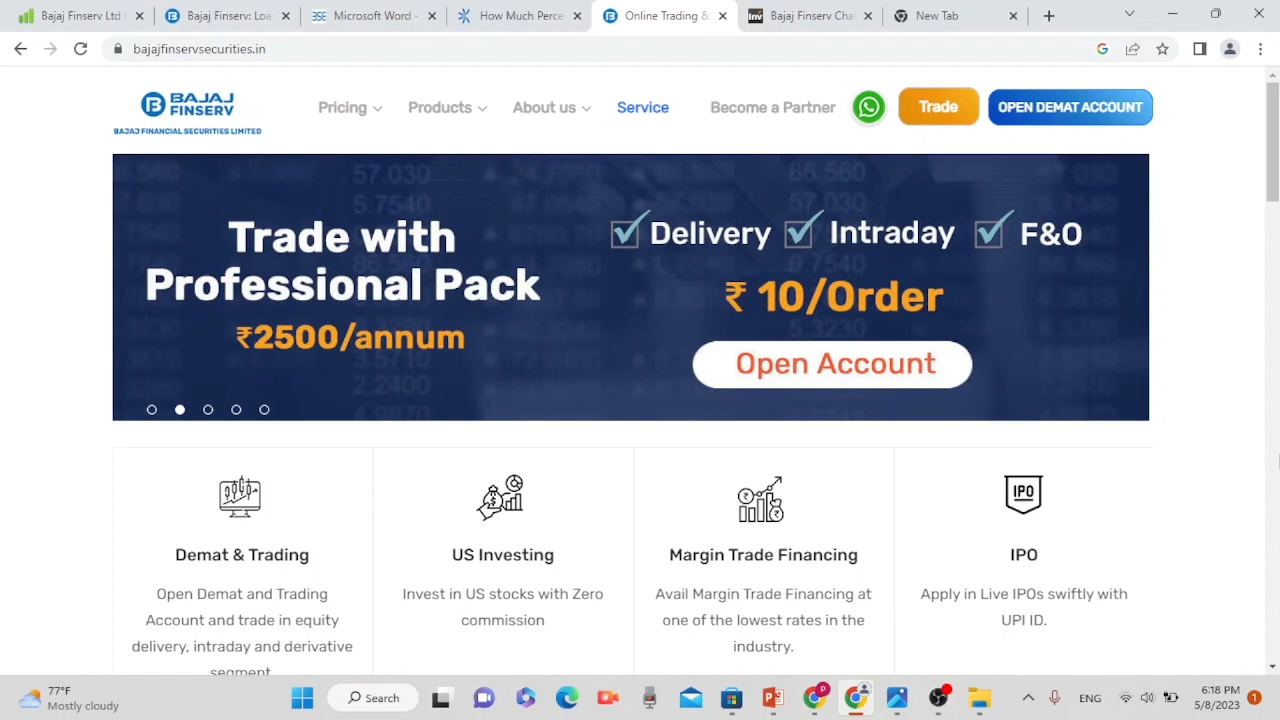 Bajaj Finserv Ltd
Bajaj Finserv: Loa
Microsoft Word -
How Much Perce
Online Trading &
Bajaj Finserv Cha
New Tab
bajajfinservsecurities.in
BAJAJ
FINSERV
BAJAJ FINANCIAL SECURITIES LIMITED
Pricing
Products
About us
Service
Become a Partner
Trade
OPEN DEMAT ACCOUNT
Trade with
Professional Pack
₹2500/annum
Delivery
Intraday
F&O
₹ 10/Order
Open Account
Demat & Trading
Open Demat and Trading
Account and trade in equity
delivery, intraday and derivative
segment
US Investing
Invest in US stocks with Zero
commission
Margin Trade Financing
Avail Margin Trade Financing at
one of the lowest rates in the
industry.
IPO
IPO
Apply in Live IPOs swiftly with
UPI ID.
77°F
Mostly cloudy
Search
ENG
6:18 PM
5/8/2023
1